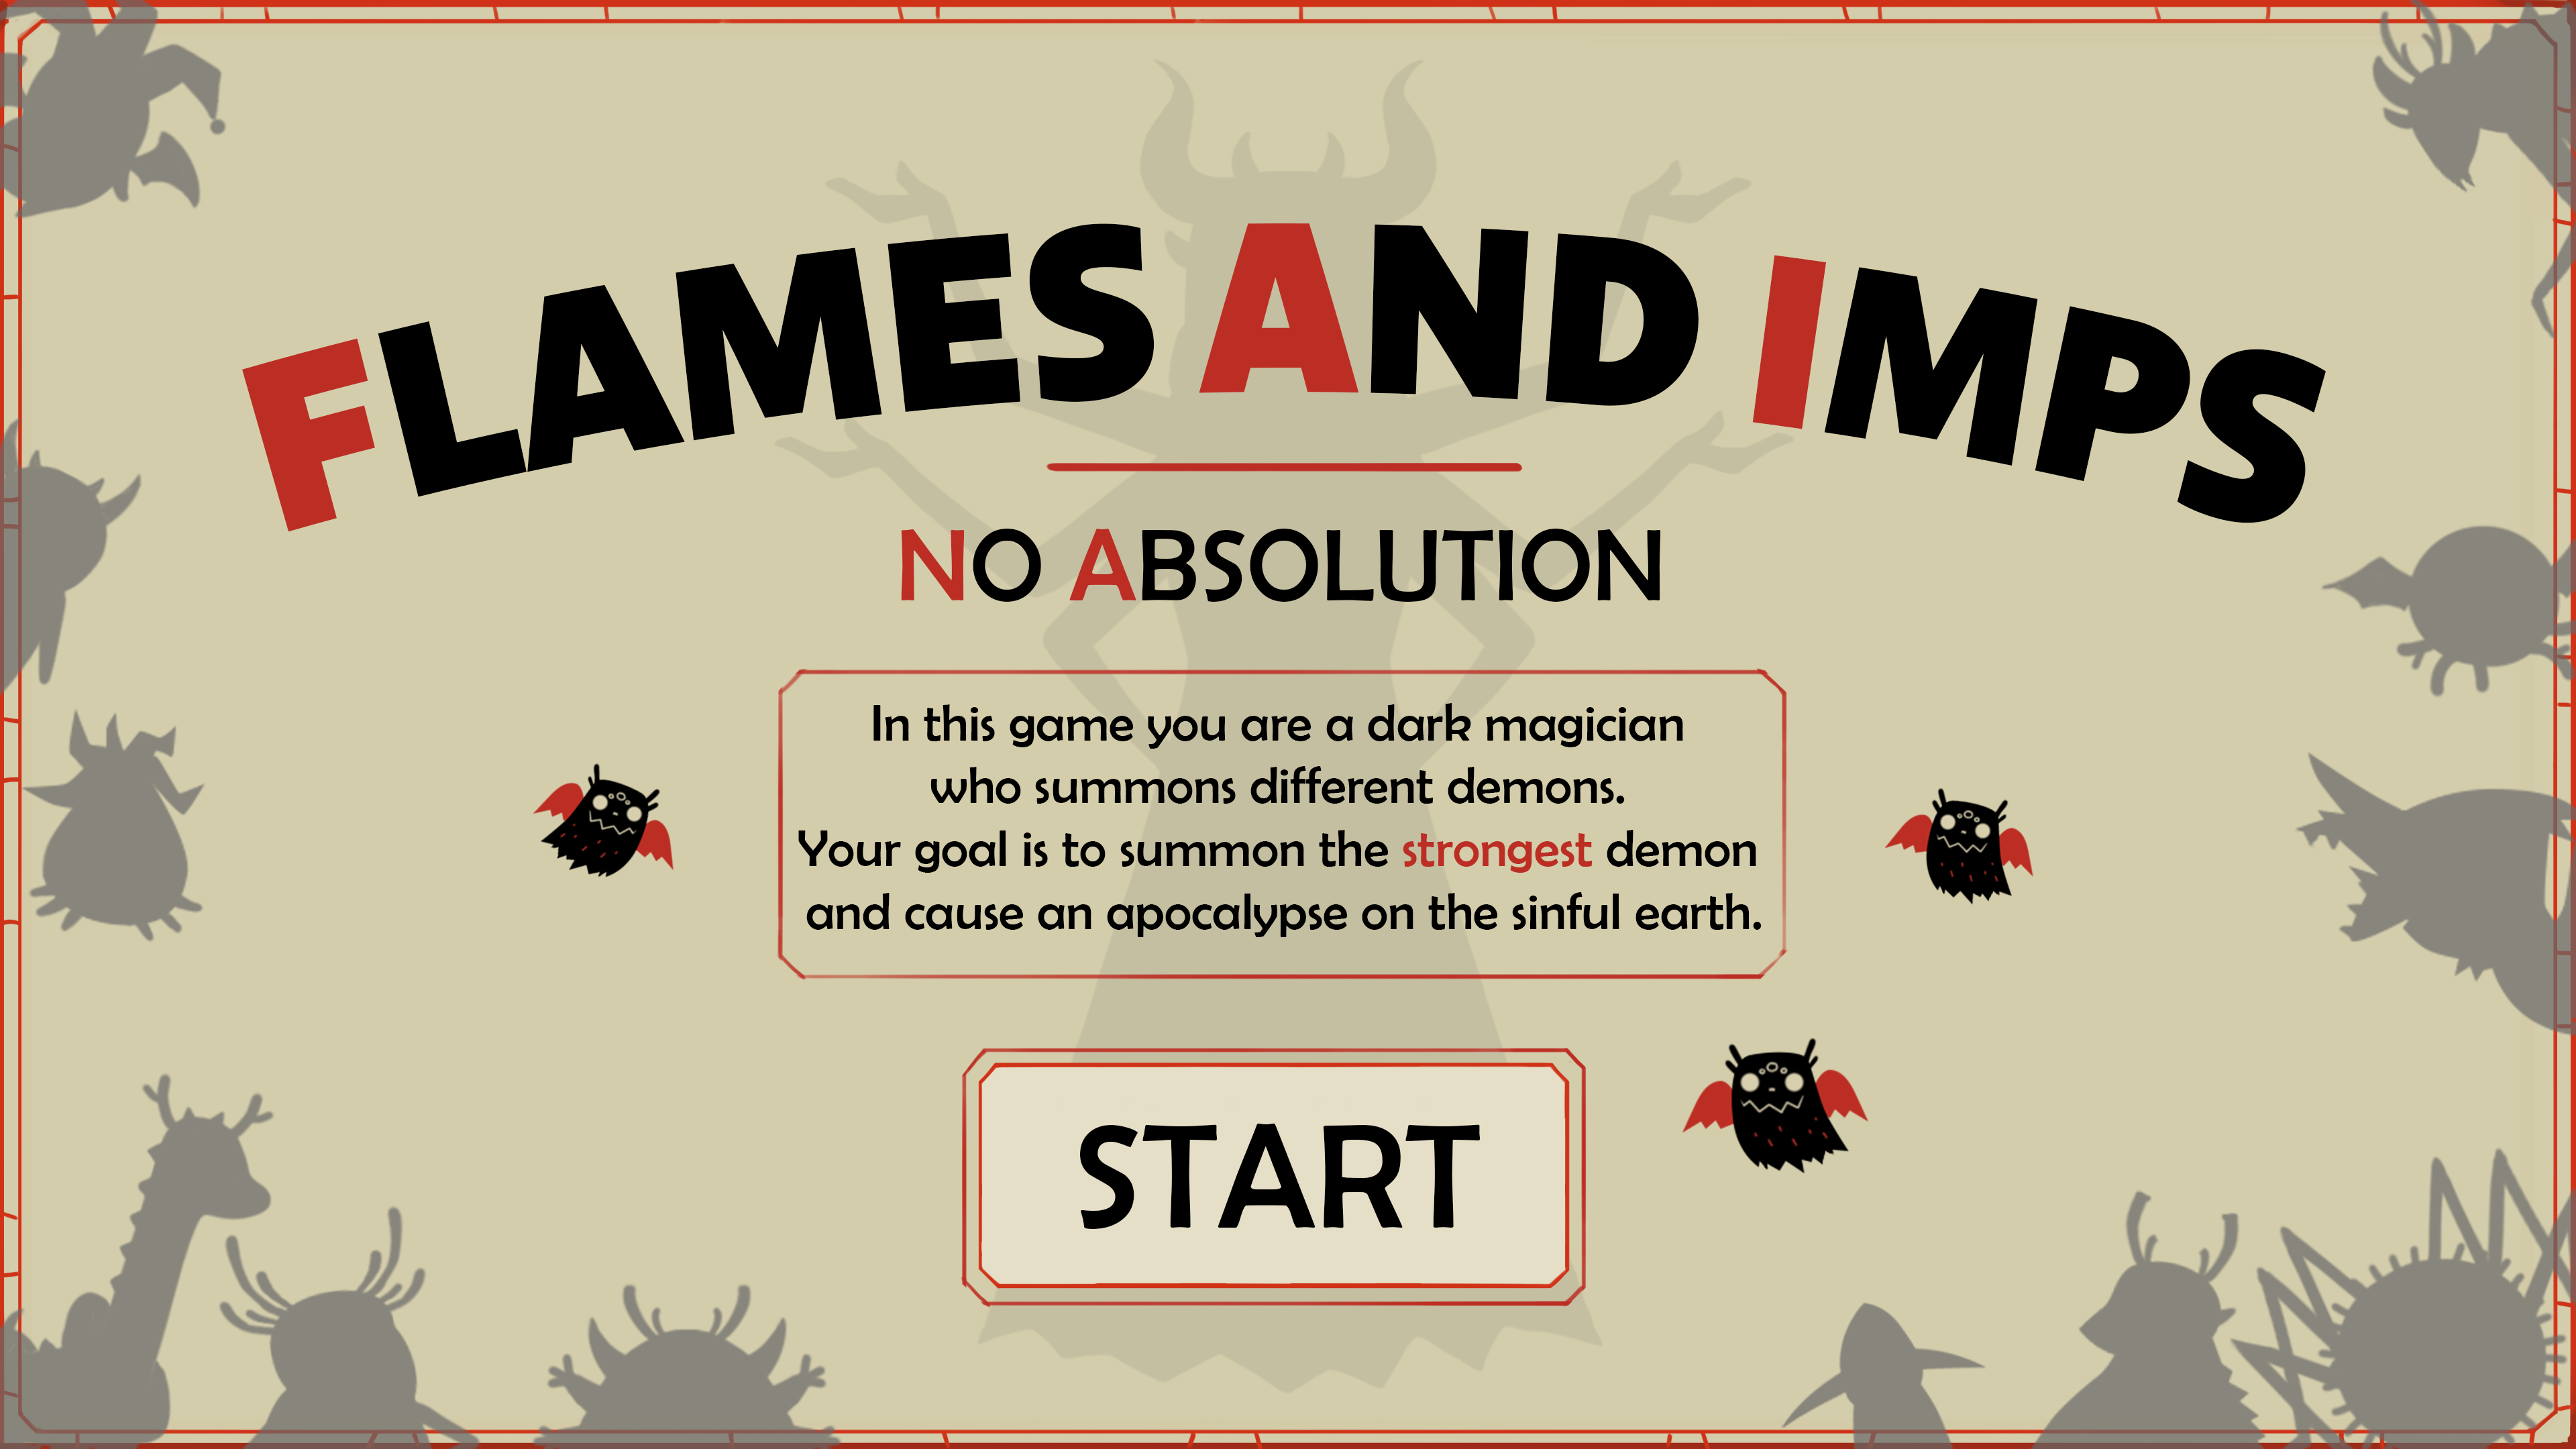 FLAMES AND IMPS
NO ABSOLUTION
In this game you are a dark magician
who summons different demons.
Your goal is to summon the strongest demon
and cause an apocalypse on the sinful earth.
START